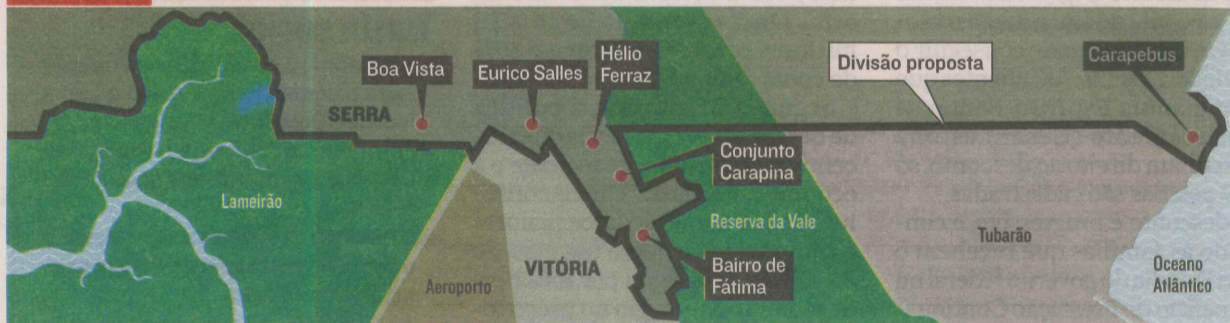 Boa Vista
Eurico Salles
Hélio
Ferraz
Divisão proposta
Carapebus
SERRA
Conjunto
Carapina
Lameirão
Reserva da Vale
Tubarão
VITÓRIA
Bairro de
Fátima
Aeroporto
Oceano
Atlântico